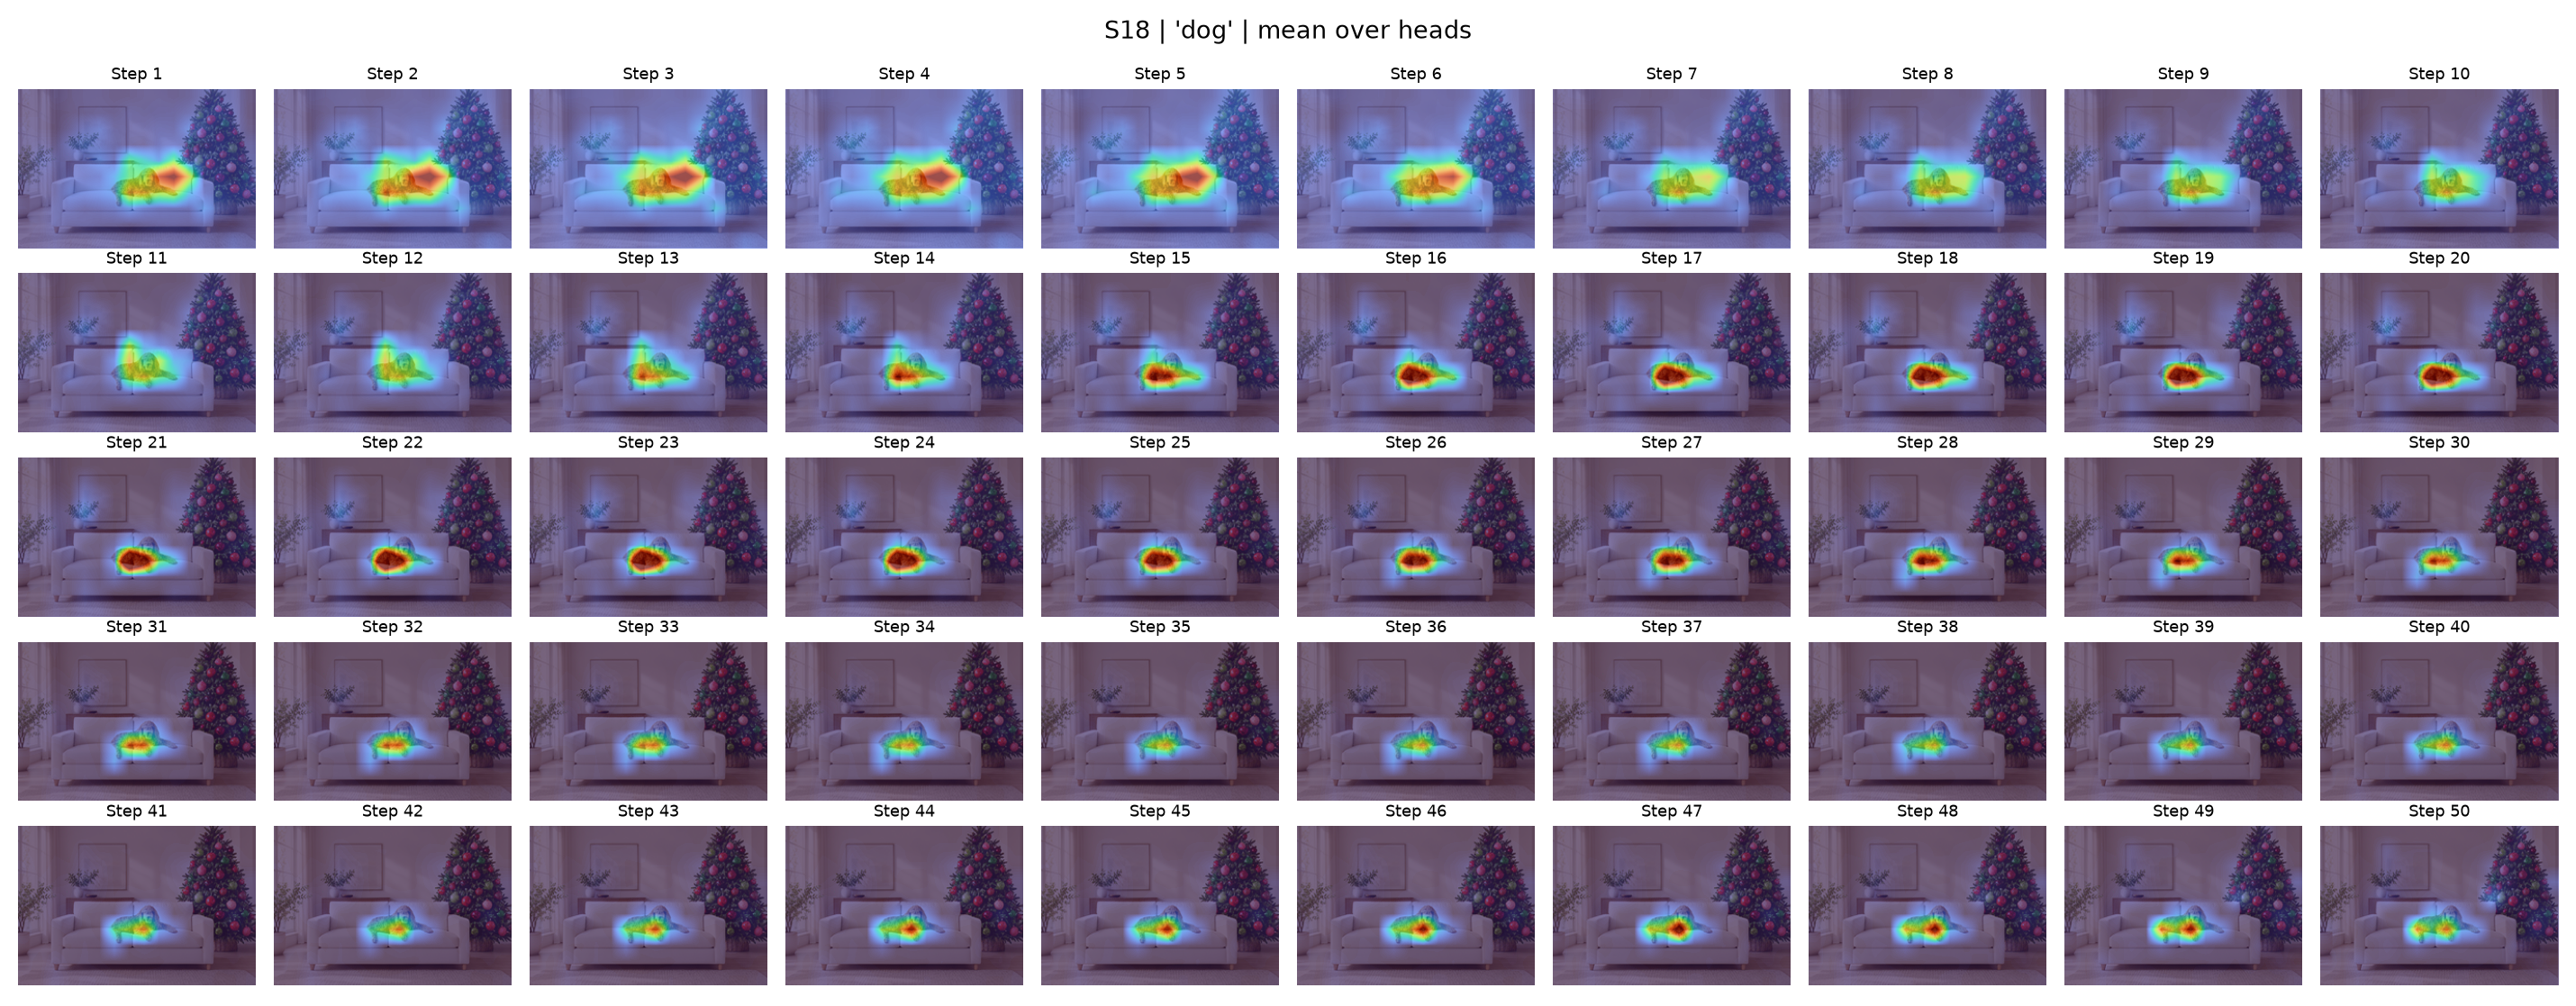 S18 | 'dog' | mean over heads
Step 1 Step 2 Step 3 Step 4 Step 5 Step 6 Step 7 Step 8 Step 9 Step 10
Step 11 Step 12 Step 13 Step 14 Step 15 Step 16 Step 17 Step 18 Step 19 Step 20
Step 21 Step 22 Step 23 Step 24 Step 25 Step 26 Step 27 Step 28 Step 29 Step 30
Step 31 Step 32 Step 33 Step 34 Step 35 Step 36 Step 37 Step 38 Step 39 Step 40
Step 41 Step 42 Step 43 Step 44 Step 45 Step 46 Step 47 Step 48 Step 49 Step 50